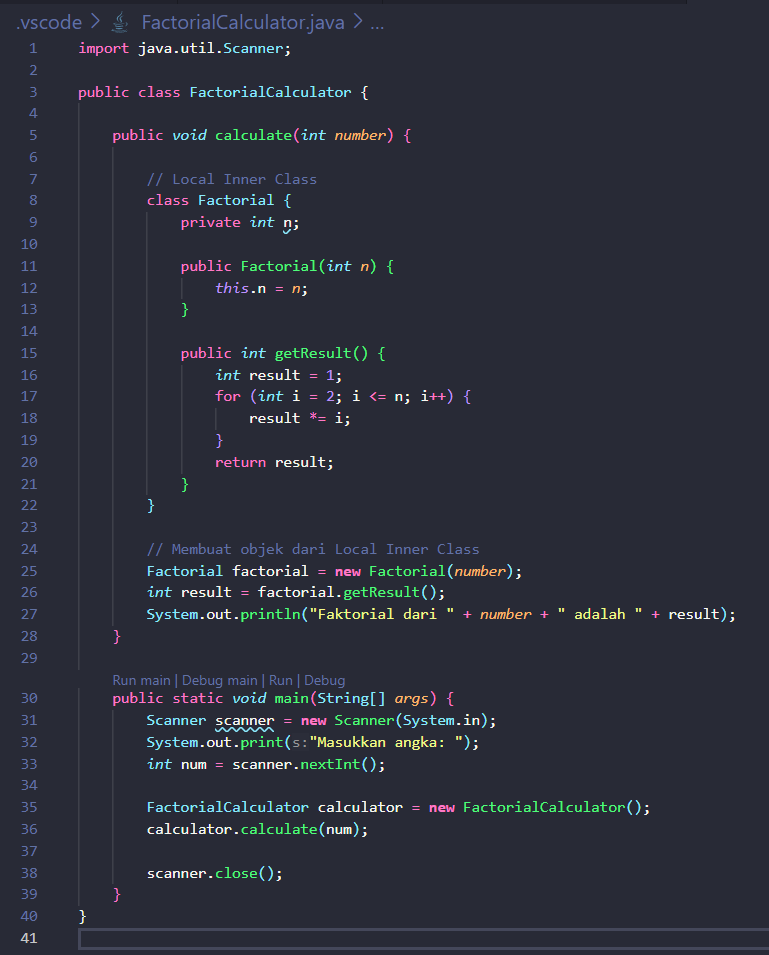 .vscode > FactorialCalculator.java > ...
1 import java.util.Scanner;
2
3 public class FactorialCalculator {
4
5     public void calculate(int number) {
6
7         // Local Inner Class
8         class Factorial {
9             private int n;
10
11             public Factorial(int n) {
12                 this.n = n;
13             }
14
15             public int getResult() {
16                 int result = 1;
17                 for (int i = 2; i <= n; i++) {
18                     result *= i;
19                 }
20                 return result;
21             }
22         }
23
24         // Membuat objek dari Local Inner Class
25         Factorial factorial = new Factorial(number);
26         int result = factorial.getResult();
27         System.out.println("Faktorial dari " + number + " adalah " + result);
28     }
29
Run main | Debug main | Run | Debug
30     public static void main(String[] args) {
31         Scanner scanner = new Scanner(System.in);
32         System.out.print(s:"Masukkan angka: ");
33         int num = scanner.nextInt();
34
35         FactorialCalculator calculator = new FactorialCalculator();
36         calculator.calculate(num);
37
38         scanner.close();
39     }
40 }
41